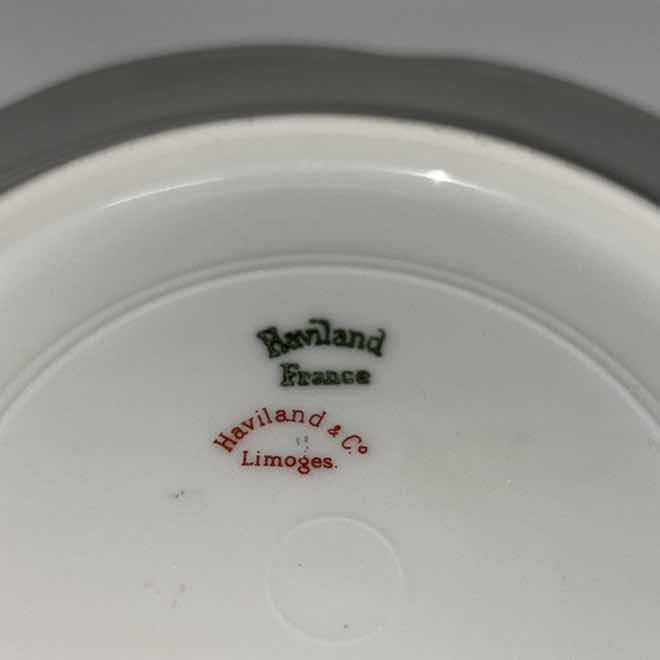 Haviland
France
Haviland & Co
Limoges.